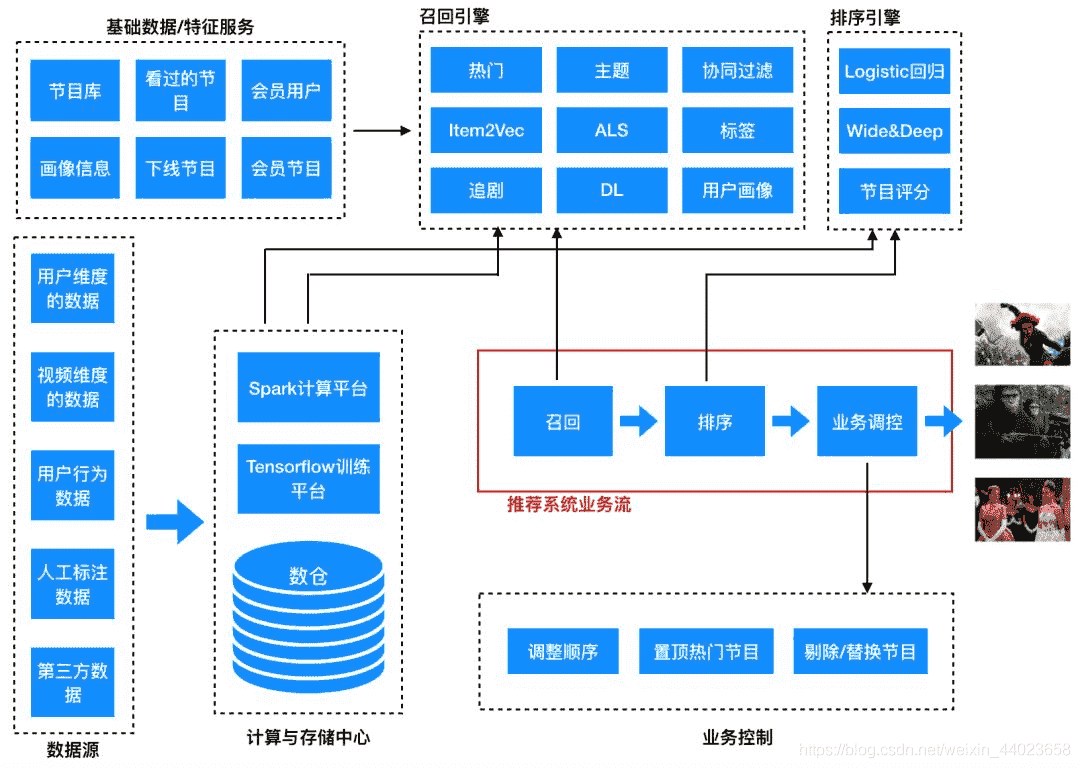 基础数据/特征服务
节目库
看过的节
目
会员用户
画像信息
下线节目
会员节目
召回引擎
热门
主题
协同过滤
Item2Vec
ALS
标签
追剧
DL
用户画像
排序引擎
Logistic回归
Wide&Deep
节目评分
用户维度
的数据
视频维度
的数据
用户行为
数据
人工标注
数据
第三方数
据
数据源
Spark计算平台
Tensorflow训练
平台
数仓
计算与存储中心
召回
排序
业务调控
推荐系统业务流
调整顺序
置顶热门节目
剔除/替换节目
业务控制
https://blog.csdn.net/weixin_44023658